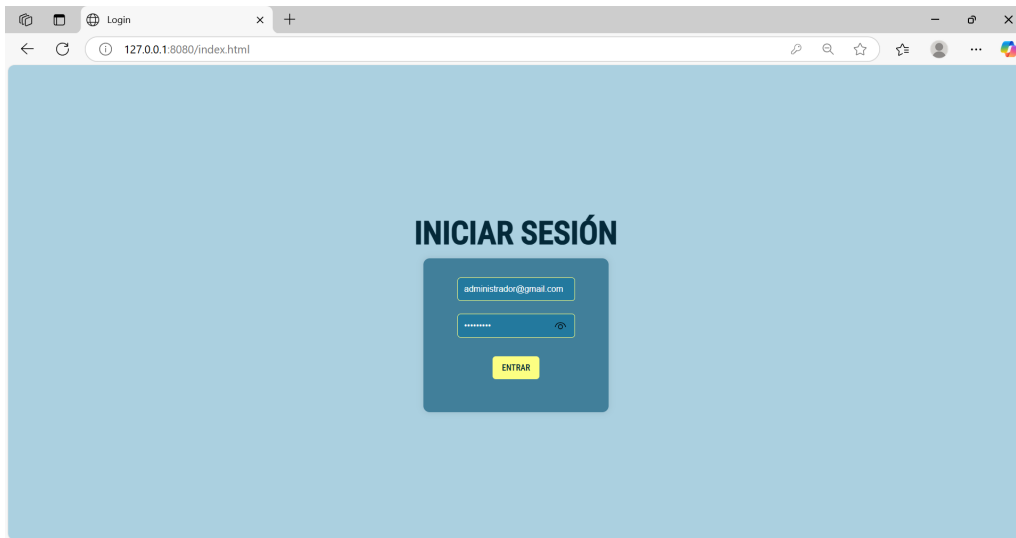 Login
127.0.0.1:8080/index.html
INICIAR SESIÓN
administrador@gmail.com
•••••••••
ENTRAR